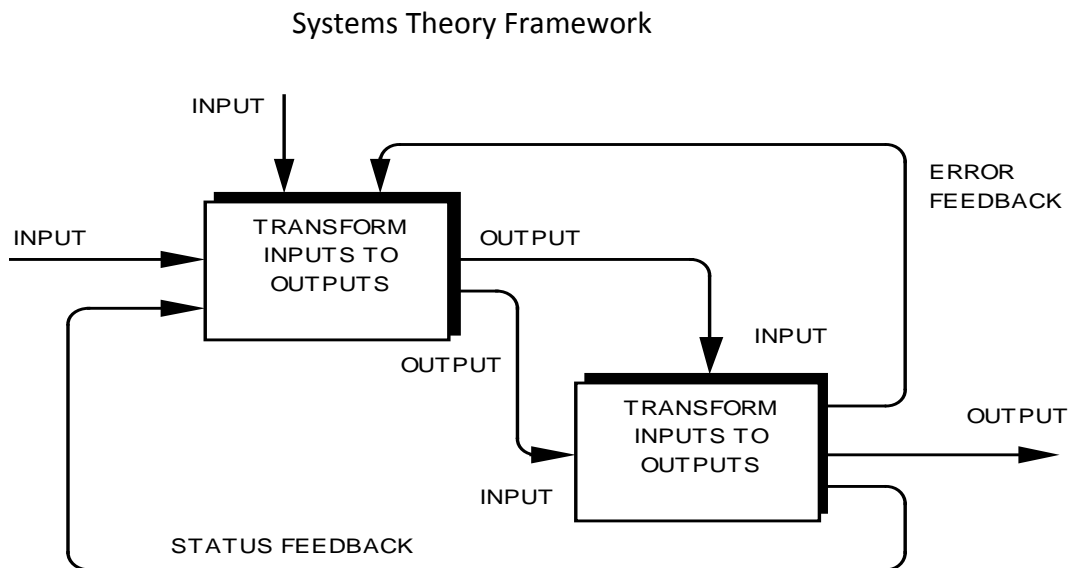 Systems Theory Framework
INPUT
ERROR
FEEDBACK
TRANSFORM
INPUTS TO
OUTPUTS
INPUT
OUTPUT
INPUT
OUTPUT
TRANSFORM
INPUTS TO
OUTPUTS
OUTPUT
INPUT
STATUS FEEDBACK